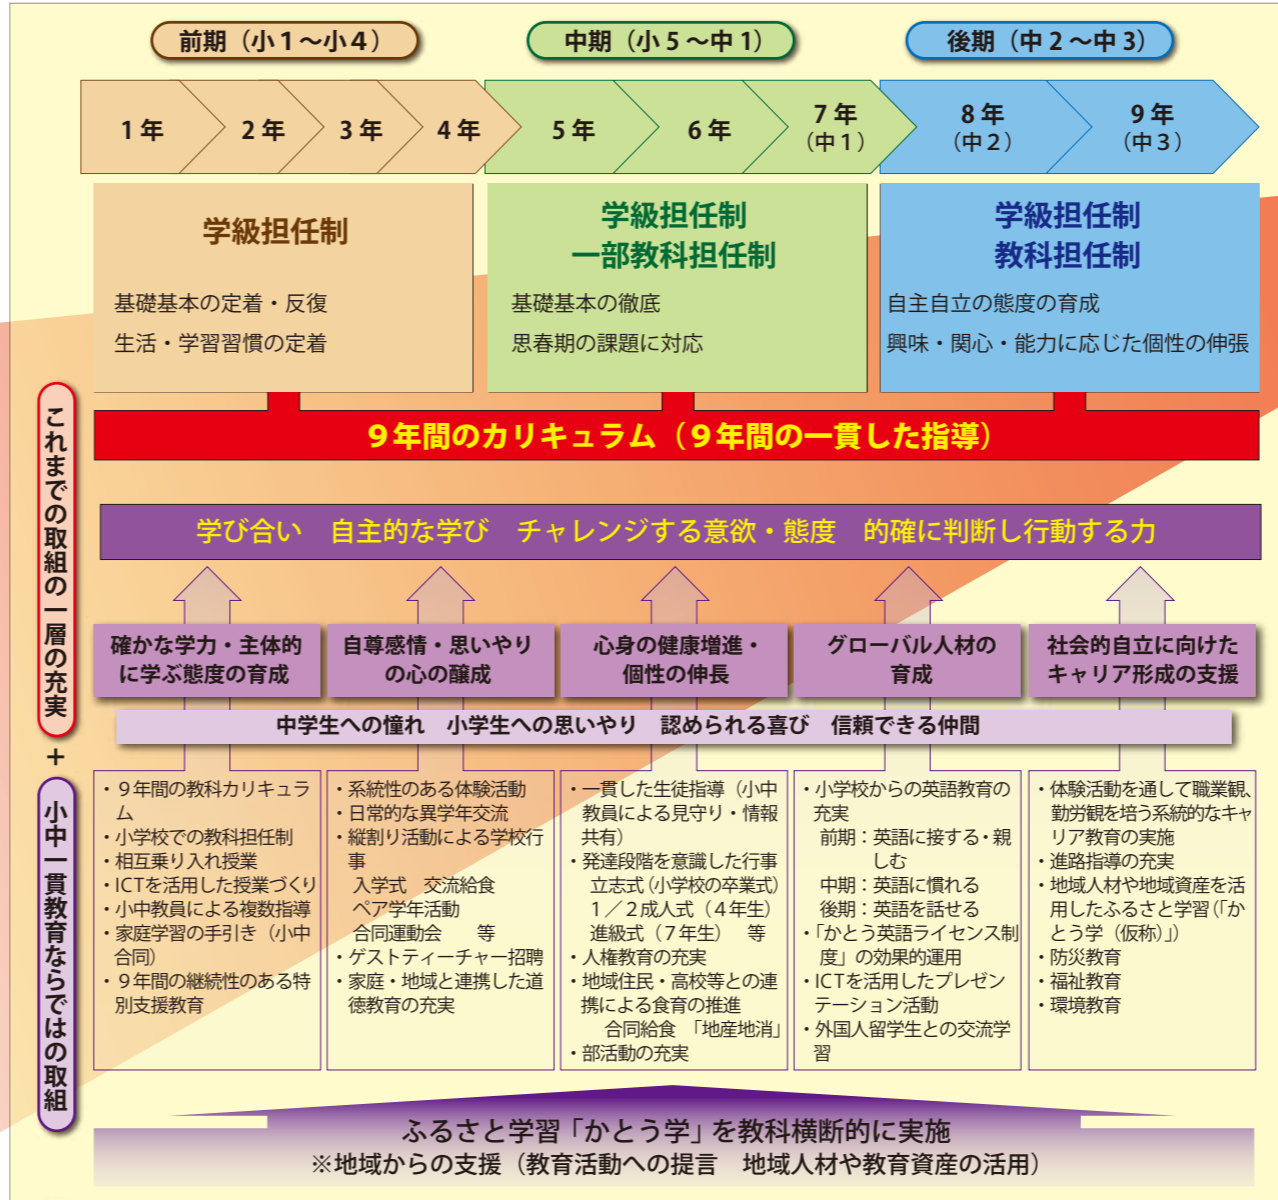 前期（小１～小４）
中期（小５～中１）
後期（中２～中３）
1 年
2 年
3 年
4 年
5 年
6 年
7 年
（中１）
8 年
（中２）
9 年
（中３）
学級担任制
基礎基本の定着・反復
生活・学習習慣の定着
学級担任制
一部教科担任制
基礎基本の徹底
思春期の課題に対応
学級担任制
教科担任制
自主自立の態度の育成
興味・関心・能力に応じた個性の伸張
これまでの取組の一層の充実
＋
小中一貫教育ならではの取組
９年間のカリキュラム（９年間の一貫した指導）
学び合い　自主的な学び　チャレンジする意欲・態度　的確に判断し行動する力
確かな学力・主体的
に学ぶ態度の育成
自尊感情・思いやり
の心の醸成
心身の健康増進・
個性の伸長
グローバル人材の
育成
社会的自立に向けた
キャリア形成の支援
中学生への憧れ　小学生への思いやり　認められる喜び　信頼できる仲間
・９年間の教科カリキュラ
ム
・小学校での教科担任制
・相互乗り入れ授業
・ICTを活用した授業づくり
・小中教員による複数指導
・家庭学習の手引き（小中
合同）
・９年間の継続性のある特
別支援教育
・系統性のある体験活動
・日常的な異学年交流
・縦割り活動による学校行
事
入学式　交流給食
ペア学年活動
合同運動会　　等
・ゲストティーチャー招聘
・家庭・地域と連携した道
徳教育の充実
・一貫した生徒指導（小中
教員による見守り・情報
共有）
・発達段階を意識した行事
立志式（小学校の卒業式）
１／２成人式（４年生）
進級式（７年生）　等
・人権教育の充実
・地域住民・高校等との連
携による食育の推進
合同給食　「地産地消」
・部活動の充実
・小学校からの英語教育の
充実
前期：英語に接する・親
しむ
中期：英語に慣れる
後期：英語を話せる
・「かとう英語ライセンス制
度」の効果的運用
・ICTを活用したプレゼン
テーション活動
・外国人留学生との交流学
習
・体験活動を通して職業観、
勤労観を培う系統的なキャ
リア教育の実施
・進路指導の充実
・地域人材や地域資産を活
用したふるさと学習（「か
とう学（仮称）」）
・防災教育
・福祉教育
・環境教育
ふるさと学習「かとう学」を教科横断的に実施
※地域からの支援（教育活動への提言　地域人材や教育資産の活用）